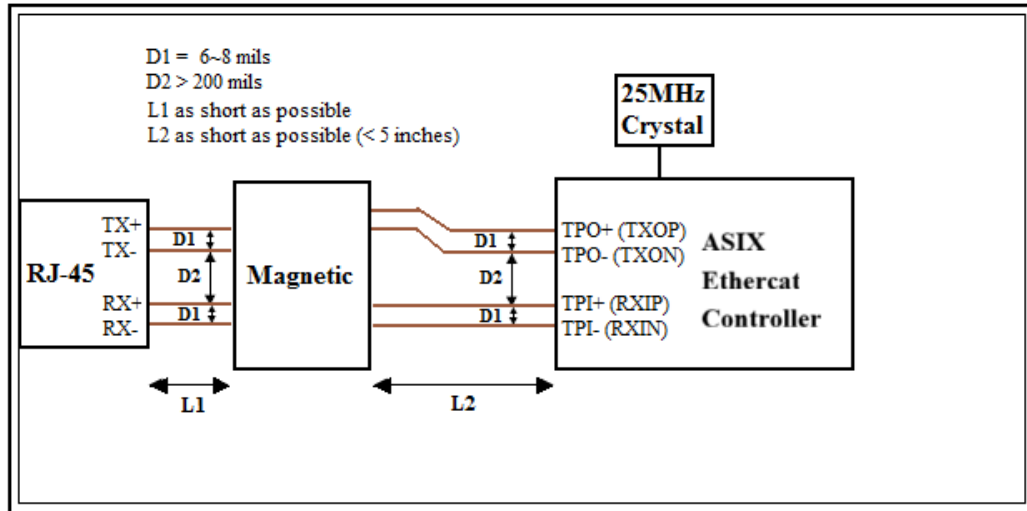 D1 = 6~8 mils
D2 > 200 mils
L1 as short as possible
L2 as short as possible (< 5 inches)
25MHz
Crystal
RJ-45
TX+
TX-
RX+
RX-
D1
D2
D1
Magnetic
D1
D2
D1
TPO+ (TXOP)
TPO- (TXON)
TPI+ (RXIP)
TPI- (RXIN)
ASIX
Ethercat
Controller
L1
L2